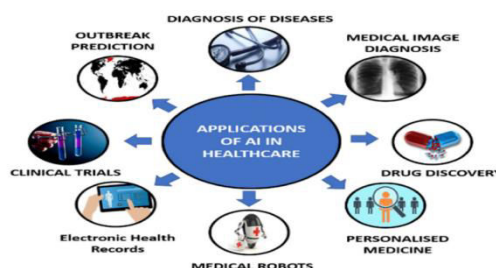 DIAGNOSIS OF DISEASES
OUTBREAK
PREDICTION
MEDICAL IMAGE
DIAGNOSIS
APPLICATIONS
OF AI IN
HEALTHCARE
CLINICAL TRIALS
DRUG DISCOVERY
Electronic Health
Records
MEDICAL ROBOTS
PERSONALISED
MEDICINE